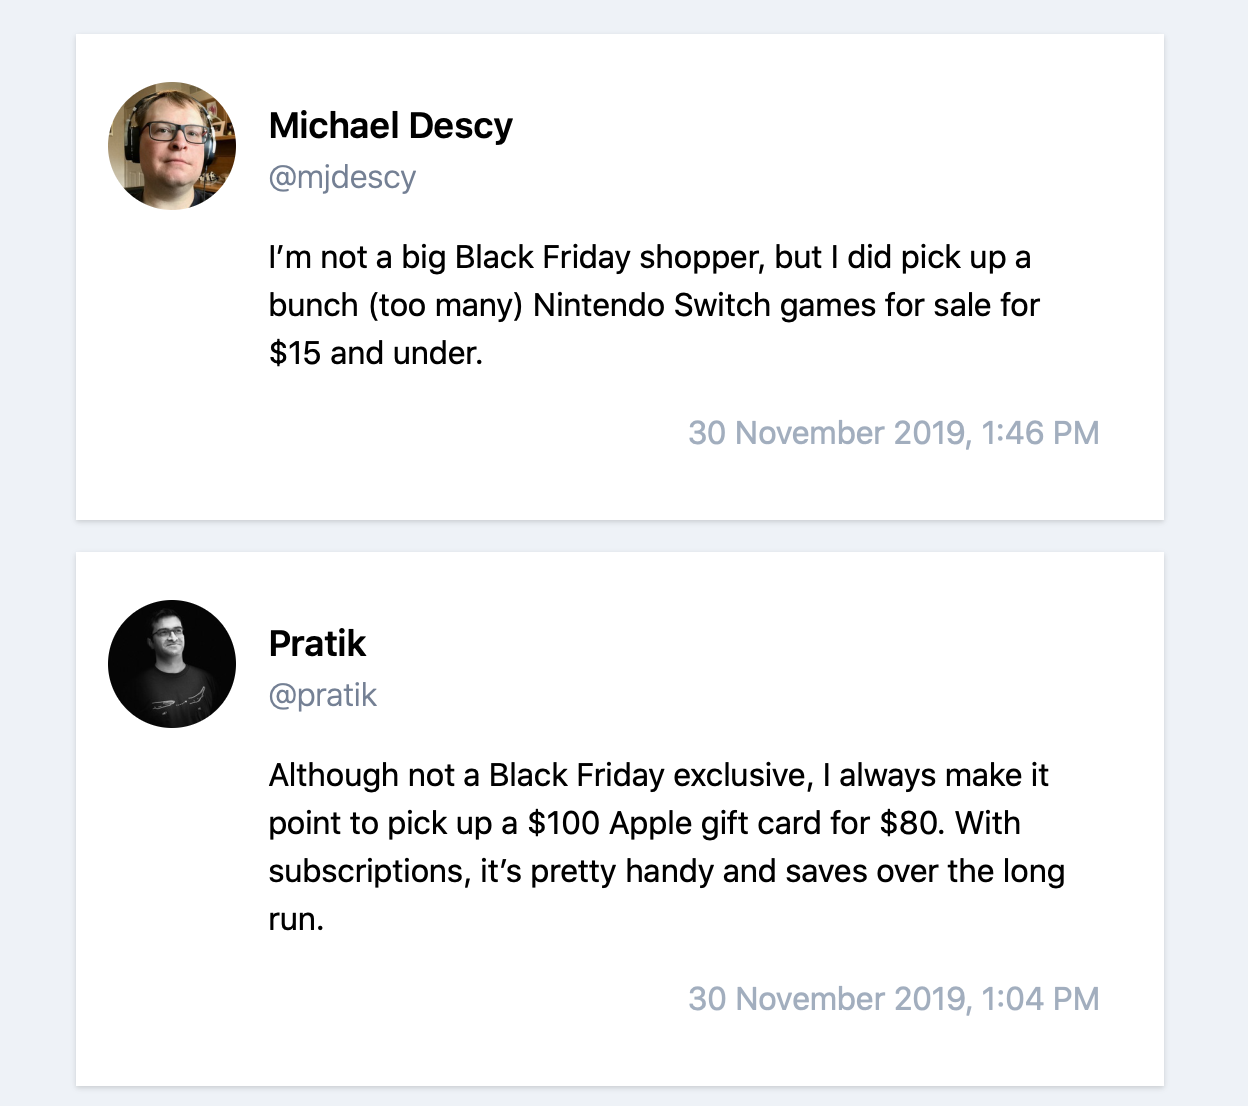 Michael Descy
@mjdescy
I’m not a big Black Friday shopper, but I did pick up a
bunch (too many) Nintendo Switch games for sale for
$15 and under.
30 November 2019, 1:46 PM
Pratik
@pratik
Although not a Black Friday exclusive, I always make it
point to pick up a $100 Apple gift card for $80. With
subscriptions, it’s pretty handy and saves over the long
run.
30 November 2019, 1:04 PM